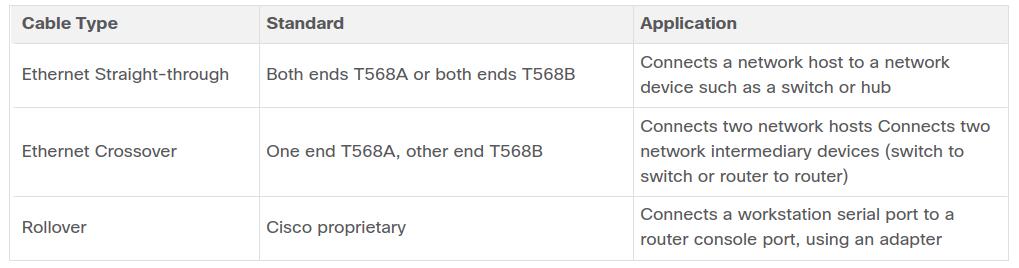 Cable Type
Standard
Application
Ethernet Straight-through
Both ends T568A or both ends T568B
Connects a network host to a network
device such as a switch or hub
Ethernet Crossover
One end T568A, other end T568B
Connects two network hosts Connects two
network intermediary devices (switch to
switch or router to router)
Rollover
Cisco proprietary
Connects a workstation serial port to a
router console port, using an adapter